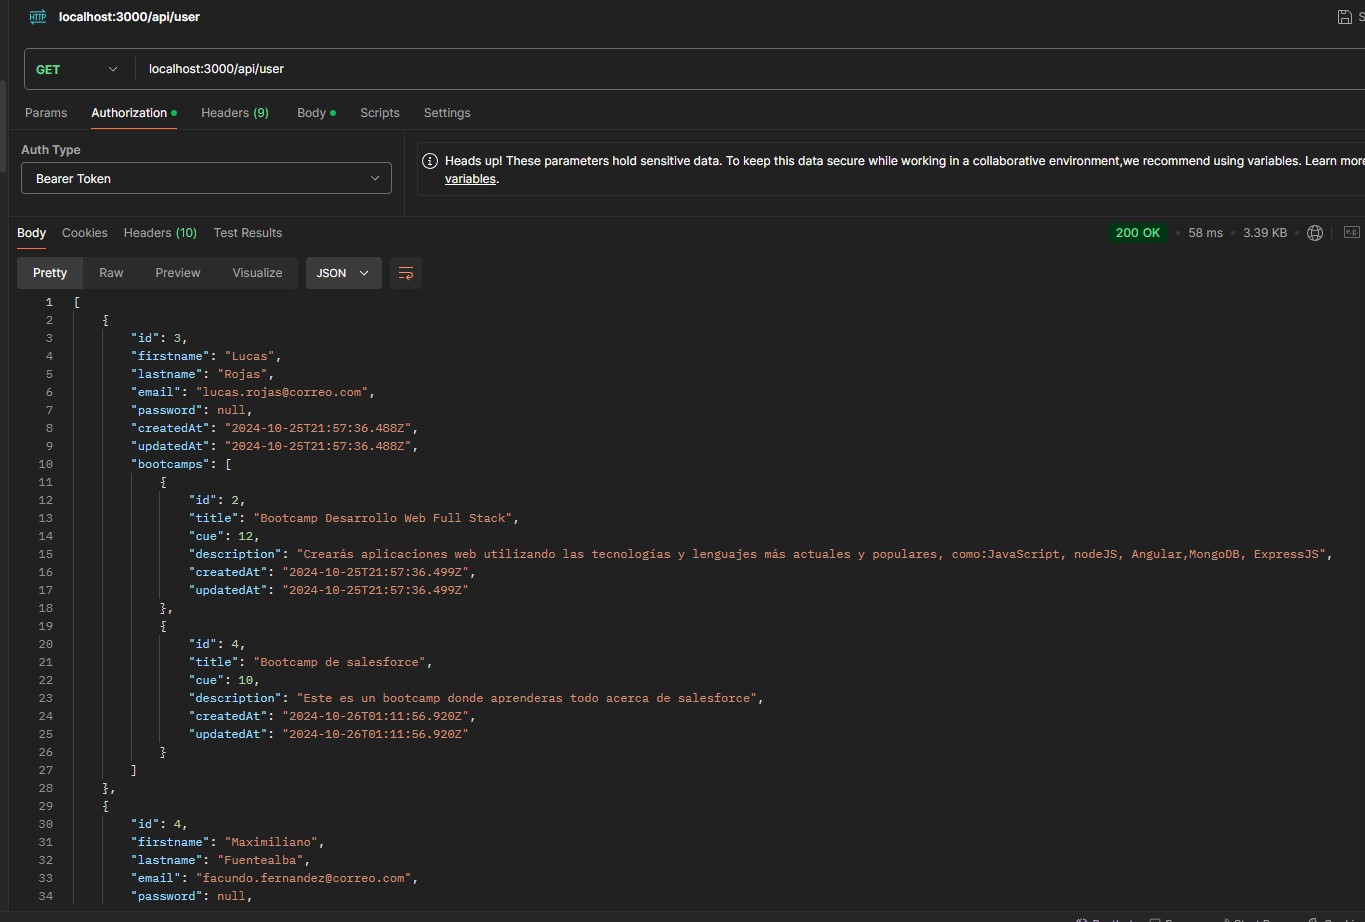 HTTP localhost:3000/api/user
GET localhost:3000/api/user
Params Authorization Headers (9) Body Scripts Settings
Auth Type
Bearer Token
Heads up! These parameters hold sensitive data. To keep this data secure while working in a collaborative environment,we recommend using variables. Learn more
variables.
Body Cookies Headers (10) Test Results 200 OK 58 ms 3.39 KB e.g.
Pretty Raw Preview Visualize JSON
1 [
2 {
3 "id": 3,
4 "firstname": "Lucas",
5 "lastname": "Rojas",
6 "email": "lucas.rojas@correo.com",
7 "password": null,
8 "createdAt": "2024-10-25T21:57:36.488Z",
9 "updatedAt": "2024-10-25T21:57:36.488Z",
10 "bootcamps": [
11 {
12 "id": 2,
13 "title": "Bootcamp Desarrollo Web Full Stack",
14 "cue": 12,
15 "description": "Crearás aplicaciones web utilizando las tecnologías y lenguajes más actuales y populares, como:JavaScript, nodeJS, Angular,MongoDB, ExpressJS",
16 "createdAt": "2024-10-25T21:57:36.499Z",
17 "updatedAt": "2024-10-25T21:57:36.499Z"
18 },
19 {
20 "id": 4,
21 "title": "Bootcamp de salesforce",
22 "cue": 10,
23 "description": "Este es un bootcamp donde aprenderas todo acerca de salesforce",
24 "createdAt": "2024-10-26T01:11:56.920Z",
25 "updatedAt": "2024-10-26T01:11:56.920Z"
26 }
27 ]
28 },
29 {
30 "id": 4,
31 "firstname": "Maximiliano",
32 "lastname": "Fuentealba",
33 "email": "facundo.fernandez@correo.com",
34 "password": null,